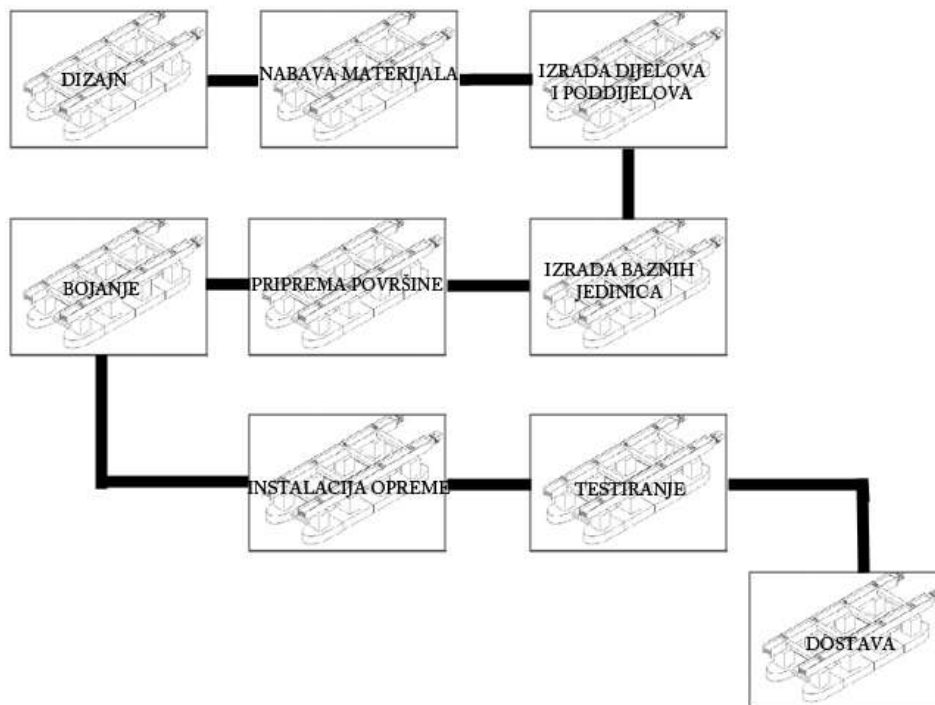 DIZAJN
NABAVA MATERIJALA
IZRADA DIJELOVA
I PODDIJELOVA
IZRADA BAZNIH
JEDINICA
PRIPREMA POVRŠINE
BOJANJE
INSTALACIJA OPREME
TESTIRANJE
DOSTAVA